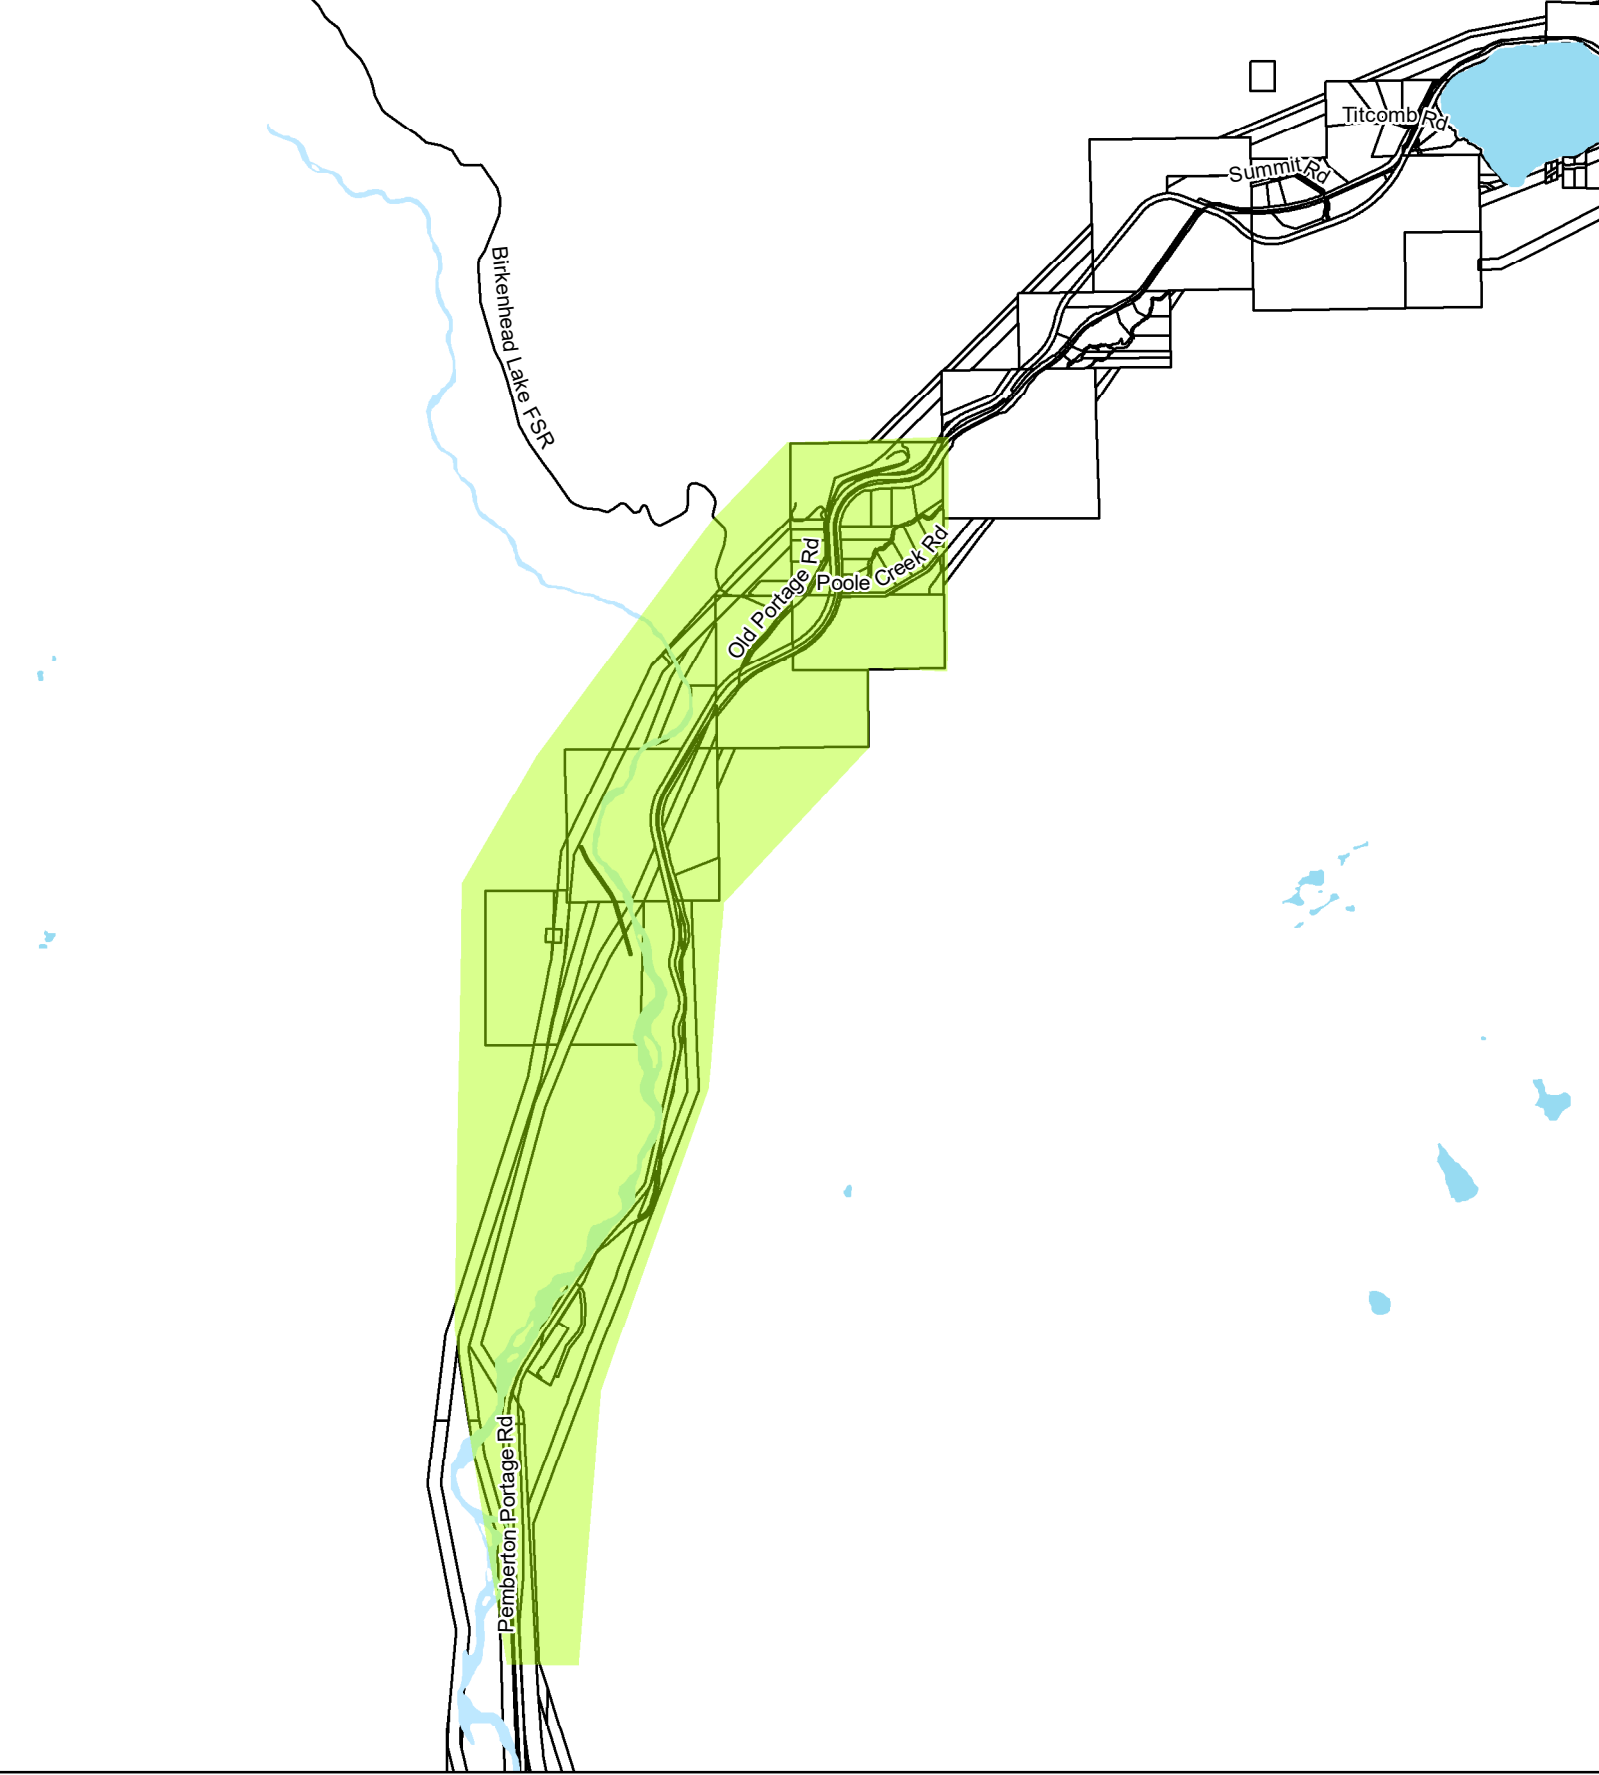 Titcomb Rd
Summit Rd
Birkenhead Lake FSR
Old Portage Rd
Poole Creek Rd
Pemberton Portage Rd